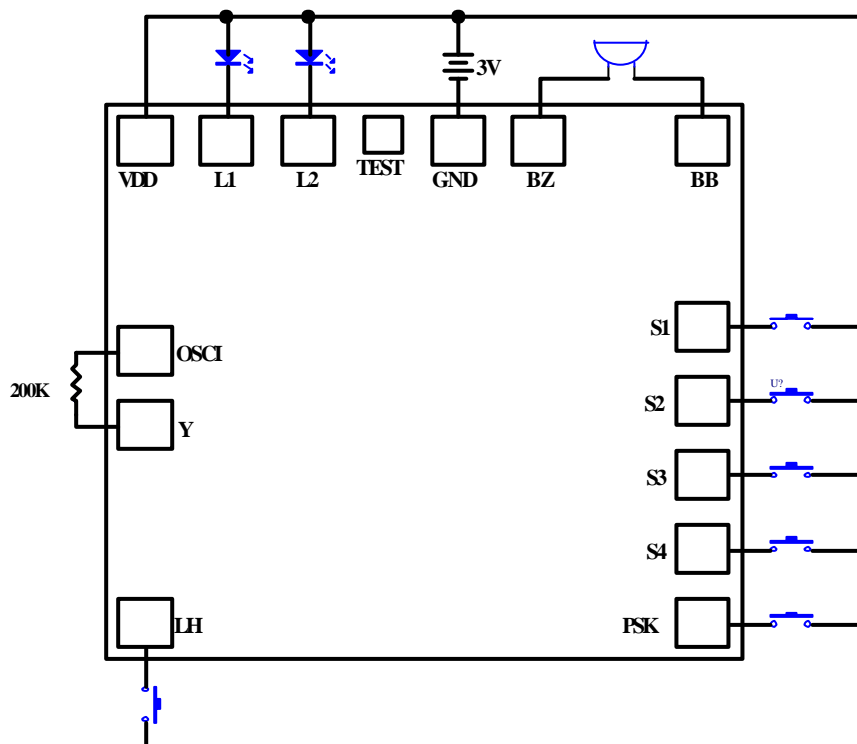 3V
VDD
L1
L2
TEST
GND
BZ
BB
S1
OSCI
200K
U?
S2
Y
S3
S4
LH
PSK